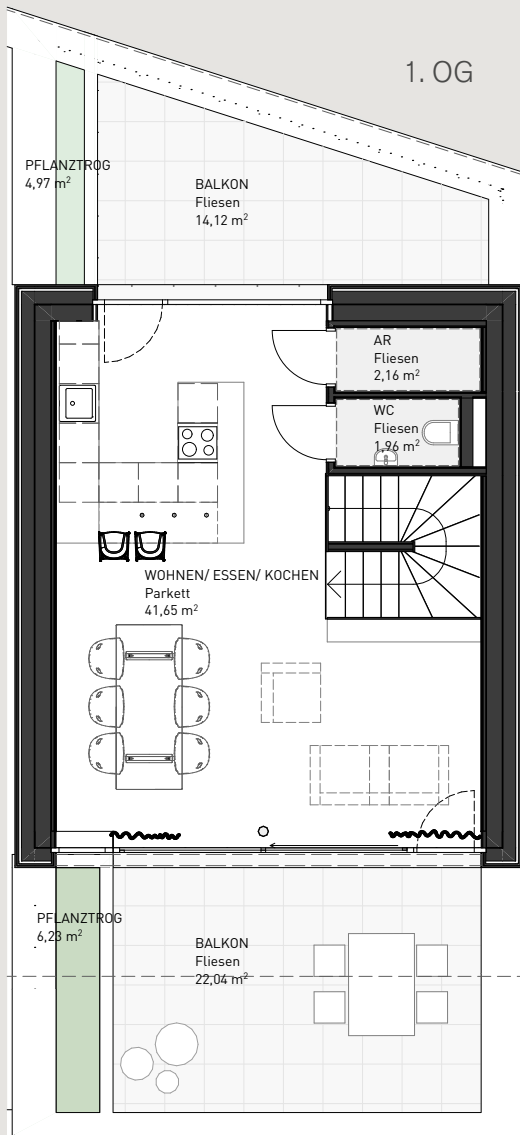 1. OG
PFLANZTROG
4,97 m²
BALKON
Fliesen
14,12 m²
AR
Fliesen
2,16 m²
WC
Fliesen
1,96 m²
WOHNEN/ ESSEN/ KOCHEN
Parkett
41,65 m²
PFLANZTROG
6,23 m²
BALKON
Fliesen
22,04 m²